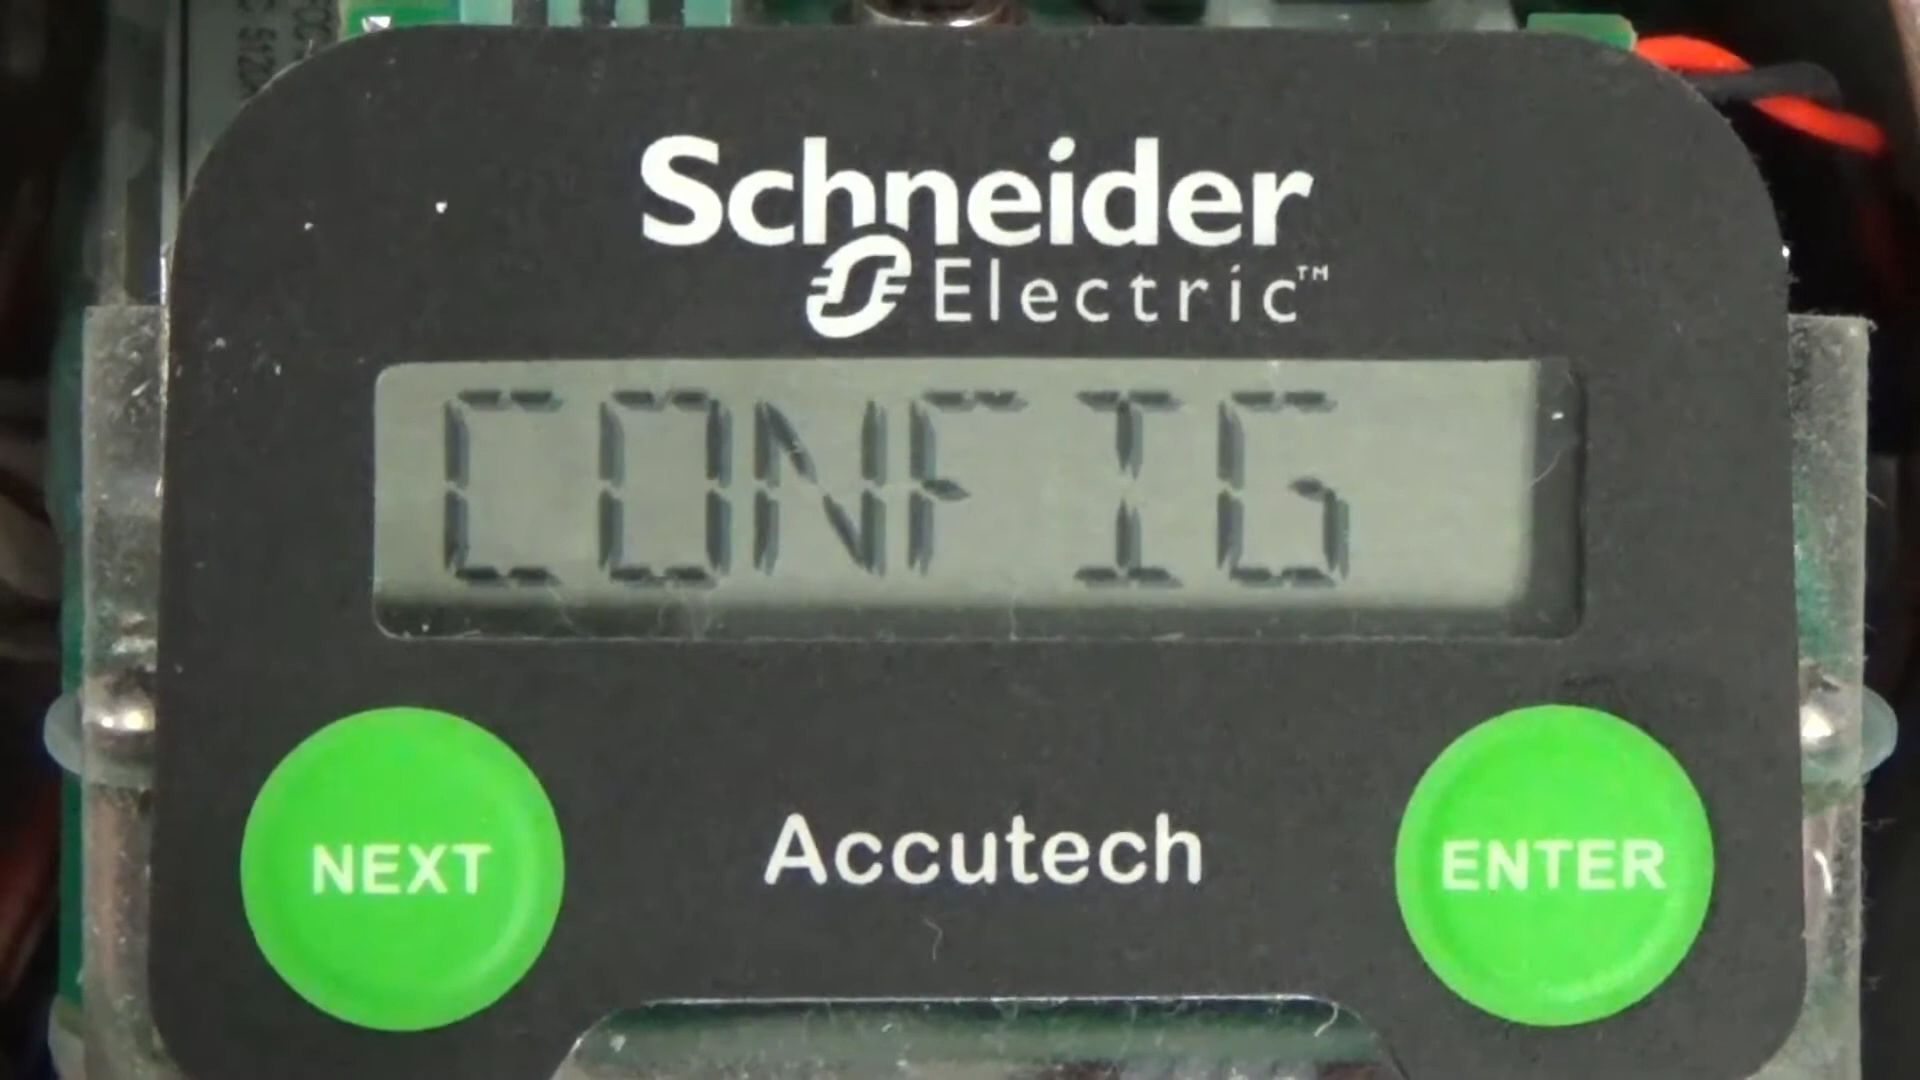 Schneider
Electric™
CONFIG
NEXT
Accutech
ENTER